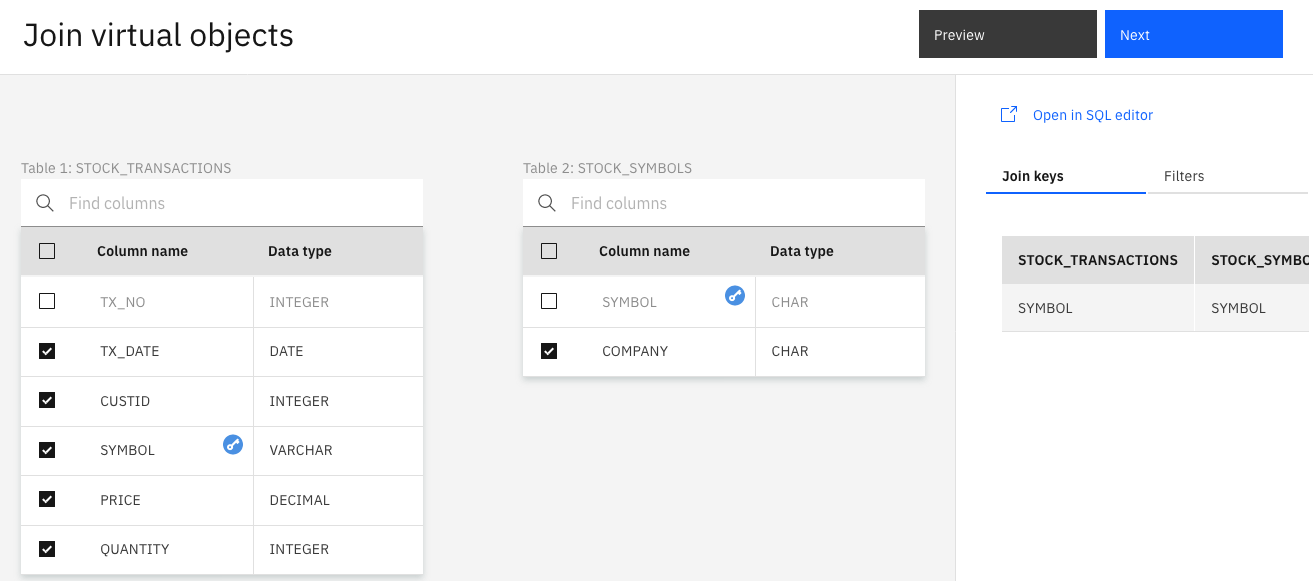 Join virtual objects
Preview
Next
Open in SQL editor
Join keys
Filters
STOCK_TRANSACTIONS STOCK_SYMBO
SYMBOL SYMBOL
Table 1: STOCK_TRANSACTIONS
Find columns
Column name Data type
TX_NO INTEGER
TX_DATE DATE
CUSTID INTEGER
SYMBOL VARCHAR
PRICE DECIMAL
QUANTITY INTEGER
Table 2: STOCK_SYMBOLS
Find columns
Column name Data type
SYMBOL CHAR
COMPANY CHAR